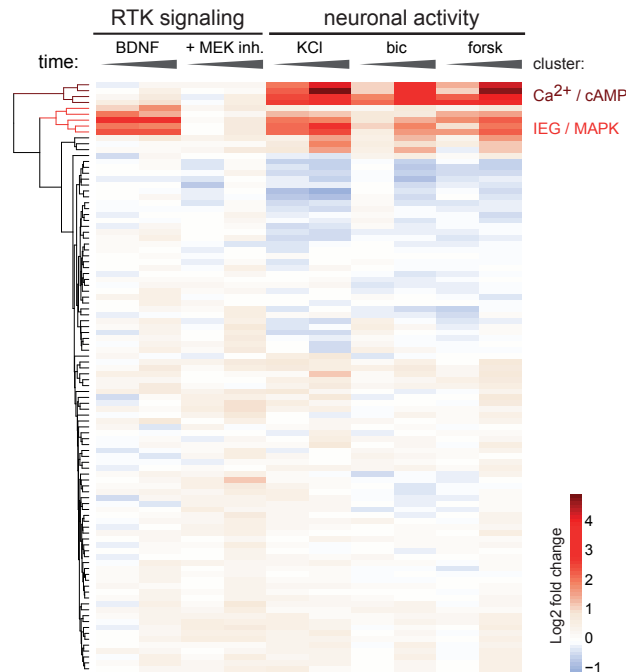 RTK signaling neuronal activity
BDNF + MEK inh. KCl bic forsk
time: cluster:
Ca2+ / cAMP
IEG / MAPK
Log2 fold change
4
3
2
1
0
−1